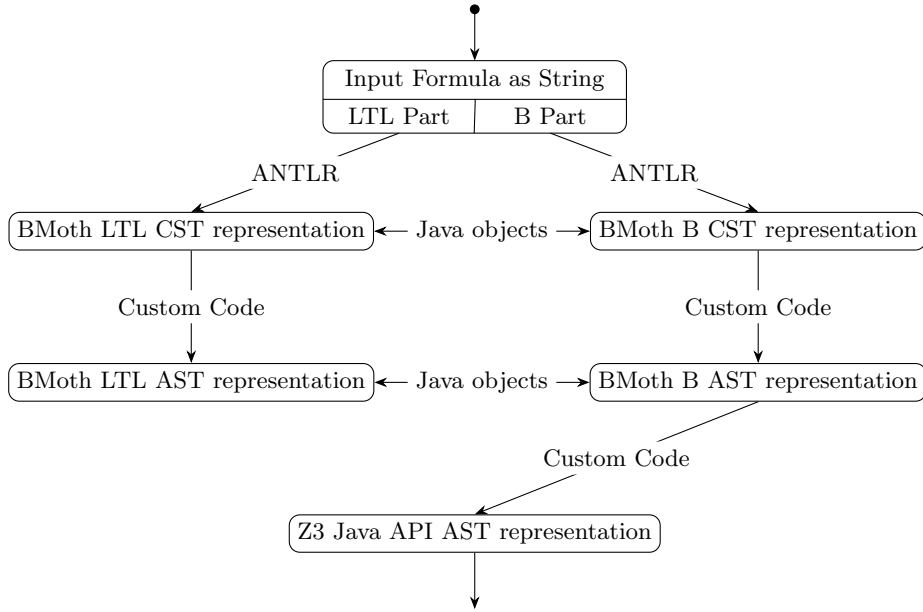 Input Formula as String
LTL Part B Part
ANTLR ANTLR
BMoth LTL CST representation Java objects BMoth B CST representation
Custom Code Custom Code
BMoth LTL AST representation Java objects BMoth B AST representation
Custom Code
Z3 Java API AST representation